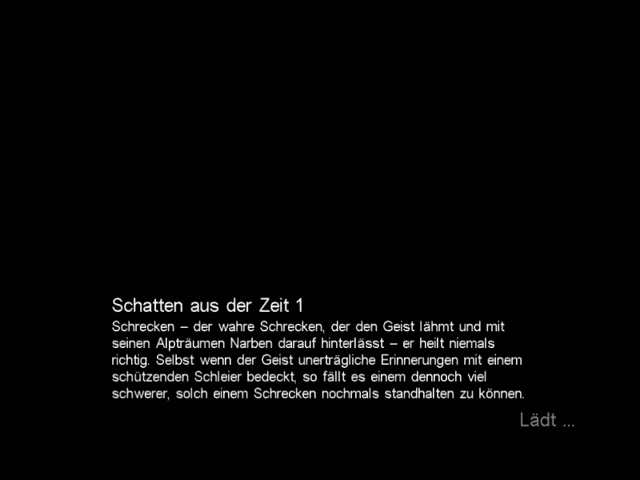 Schatten aus der Zeit 1
Schrecken – der wahre Schrecken, der den Geist lähmt und mit
seinen Alpträumen Narben darauf hinterlässt – er heilt niemals
richtig. Selbst wenn der Geist unerträgliche Erinnerungen mit einem
schützenden Schleier bedeckt, so fällt es einem dennoch viel
schwerer, solch einem Schrecken nochmals standhalten zu können.
Lädt ...